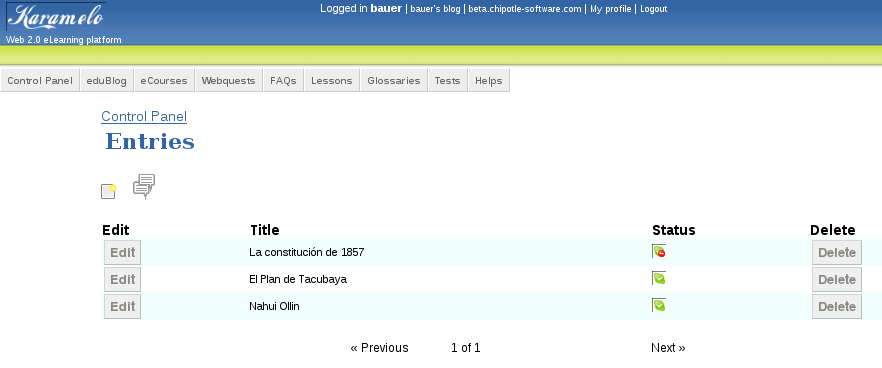 Karamelo
Logged in bauer | bauer's blog | beta.chipotle-software.com | My profile | Logout
Web 2.0 eLearning platform
Control Panel eduBlog eCourses Webquests FAQs Lessons Glossaries Tests Helps
Control Panel
Entries
Edit Title Status Delete
Edit La constitución de 1857 Delete
Edit El Plan de Tacubaya Delete
Edit Nahui Ollin Delete
« Previous 1 of 1 Next »